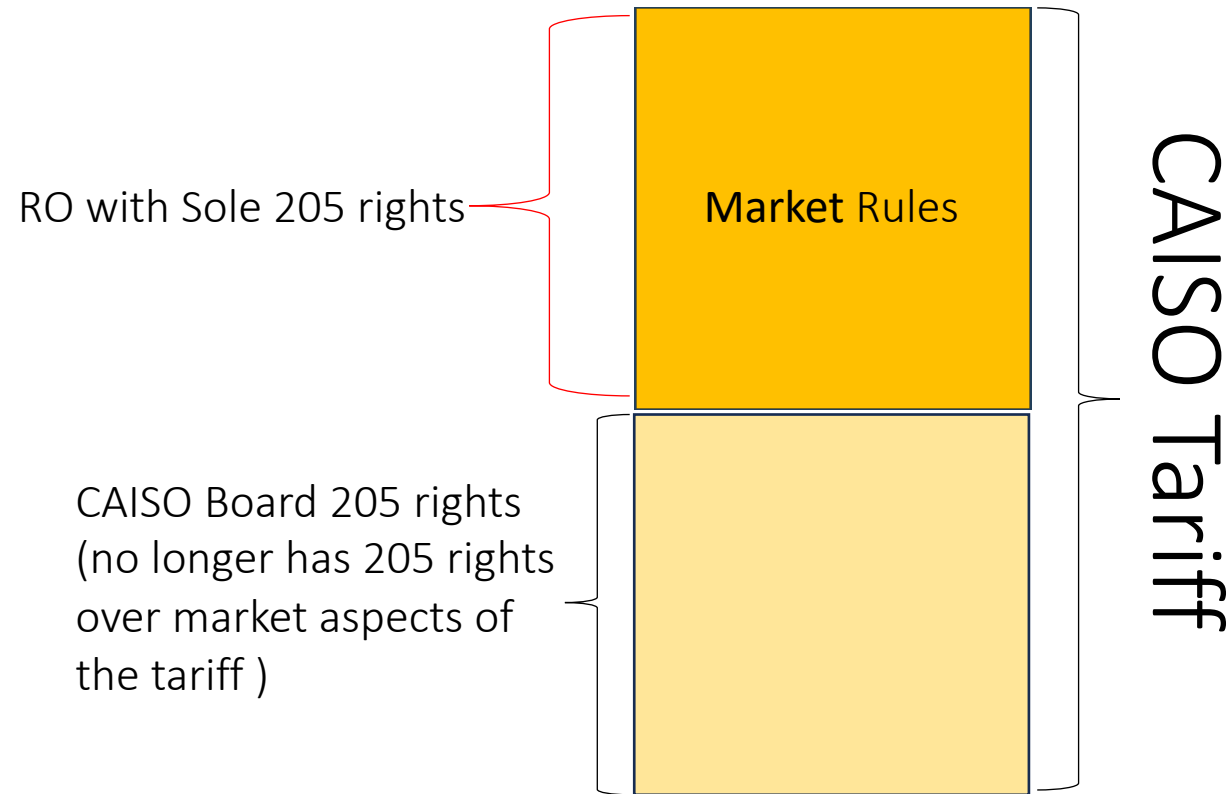 RO with Sole 205 rights
Market Rules
CAISO Board 205 rights
(no longer has 205 rights
over market aspects of
the tariff )
CAISO Tariff